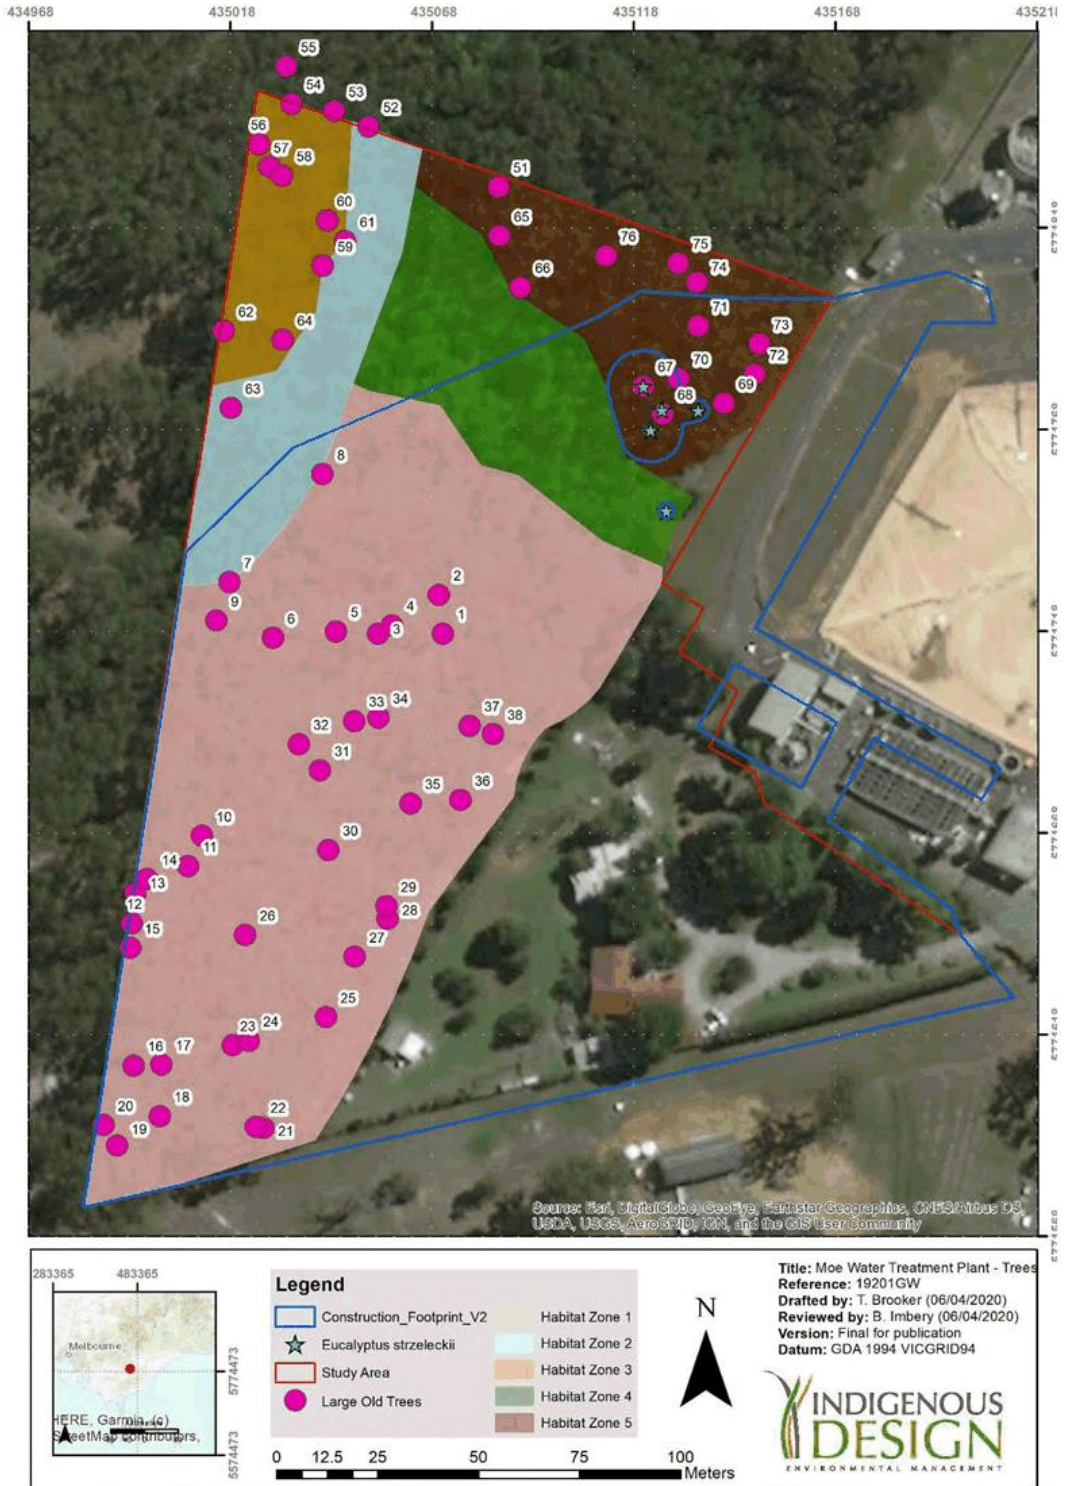 434968 435018 435068 435118 435168 435218
55
54
53
52
56
57
58
51
60
61
65
59
76
75
66
74
62
64
71
73
72
67
70
63
68
69
8
7
2
9
4
5
1
6
3
33
34
37
32
38
31
35
36
10
30
11
14
13
29
12
28
26
15
27
25
24
23
16
17
18
22
20
21
19
Source: Esri, DigitalGlobe, GeoEye, Earthstar Geographics, CNES/Airbus DS,
USDA, USGS, AeroGRID, IGN, and the GIS User Community
283365 483365
Melbourne
HERE, Garmin, (c)
StreetMap contributors,
5774473
5574473
Legend
Construction_Footprint_V2
Eucalyptus strzeleckii
Study Area
Large Old Trees
Habitat Zone 1
Habitat Zone 2
Habitat Zone 3
Habitat Zone 4
Habitat Zone 5
0 12.5 25 50 75 100
Meters
N
Title: Moe Water Treatment Plant - Trees
Reference: 19201GW
Drafted by: T. Brooker (06/04/2020)
Reviewed by: B. Imbery (06/04/2020)
Version: Final for publication
Datum: GDA 1994 VICGRID94
INDIGENOUS
DESIGN
ENVIRONMENTAL MANAGEMENT